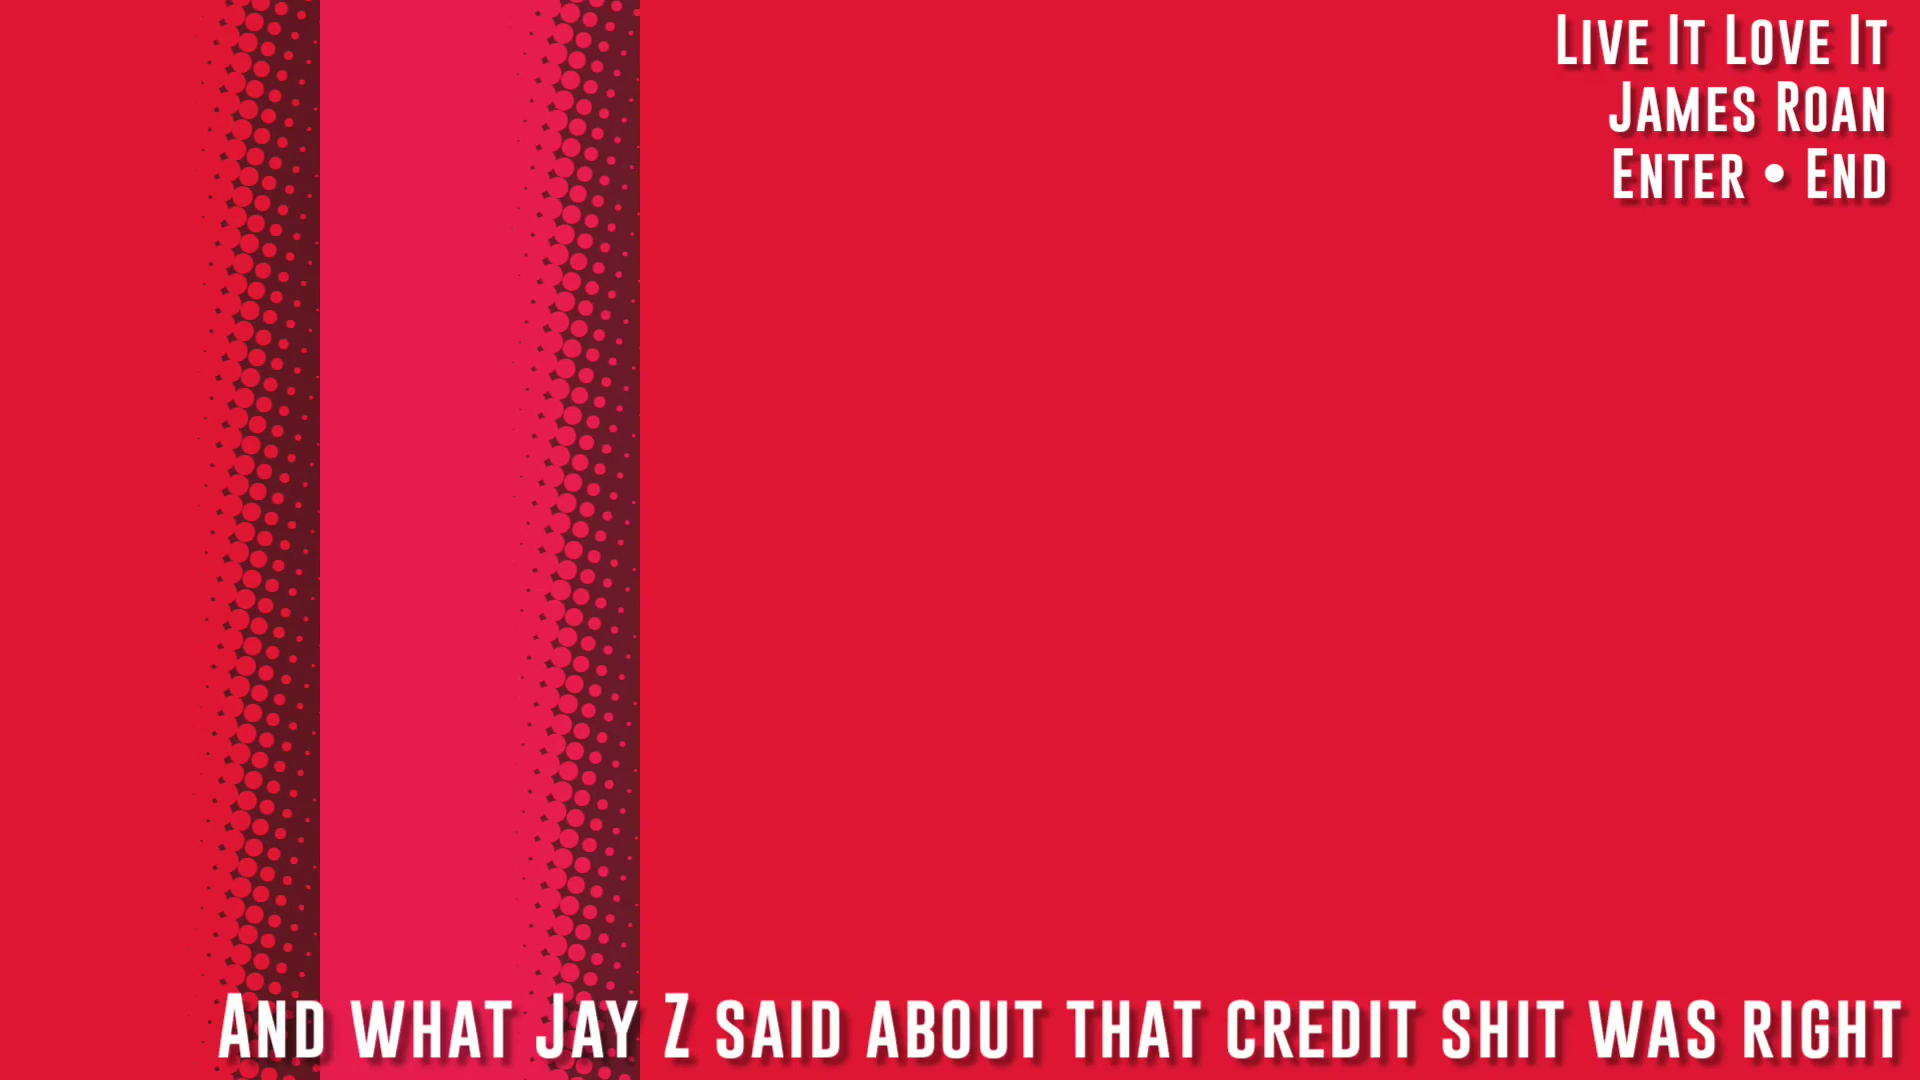 Live It Love It
James Roan
Enter • End
And what Jay Z said about that credit shit was right